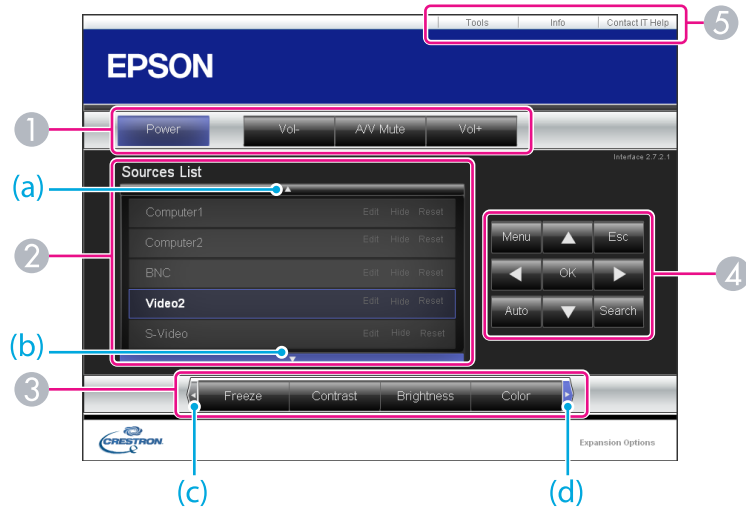 Tools Info Contact IT Help 5
EPSON
1 Power Vol- A/V Mute Vol+
Interface 2.7.2.1
Sources List
(a)
Computer1 Edit Hide Reset
Computer2 Edit Hide Reset
2 BNC Edit Hide Reset
Video2 Edit Hide Reset
S-Video Edit Hide Reset
(b)
Menu Esc
OK 4
Auto Search
3 Freeze Contrast Brightness Color
CRESTRON Expansion Options
(c) (d)